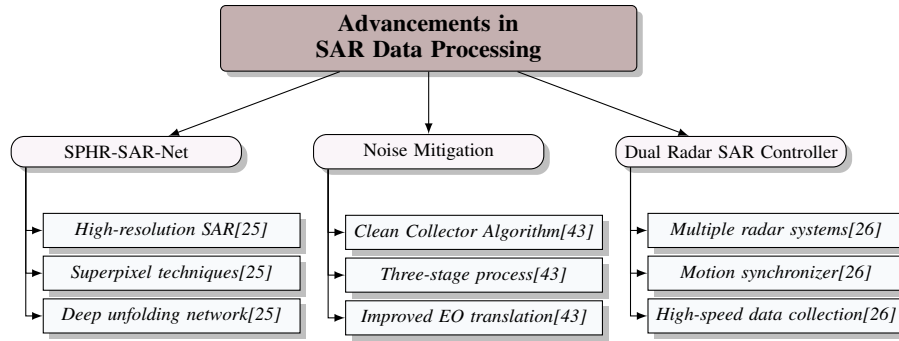 Advancements in
SAR Data Processing
SPHR-SAR-Net
Noise Mitigation
Dual Radar SAR Controller
High-resolution SAR[25]
Superpixel techniques[25]
Deep unfolding network[25]
Clean Collector Algorithm[43]
Three-stage process[43]
Improved EO translation[43]
Multiple radar systems[26]
Motion synchronizer[26]
High-speed data collection[26]